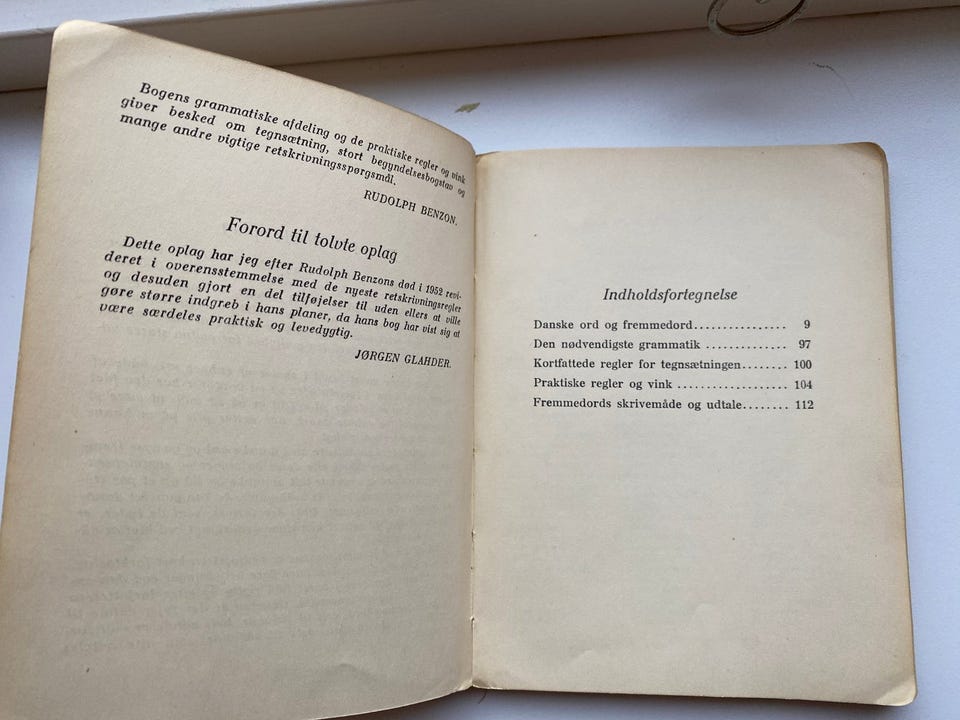 Bogens grammatiske afdeling og de praktiske regler og vink
giver besked om tegnsætning, stort begyndelsesbogstav og
mange andre vigtige retskrivningsspørgsmål.
RUDOLPH BENZON.
Forord til tolvte oplag
Dette oplag har jeg efter Rudolph Benzons død i 1952 revi-
deret i overensstemmelse med de nyeste retskrivningsregler
og desuden gjort en del tilføjelser til uden ellers at ville
gøre større indgreb i hans planer, da hans bog har vist sig at
være særdeles praktisk og levedygtig.
JØRGEN GLAHDER.
Indholdsfortegnelse
Danske ord og fremmedord................ 9
Den nødvendigste grammatik .............. 97
Kortfattede regler for tegnsætningen........ 100
Praktiske regler og vink ................... 104
Fremmedords skrivemåde og udtale........ 112